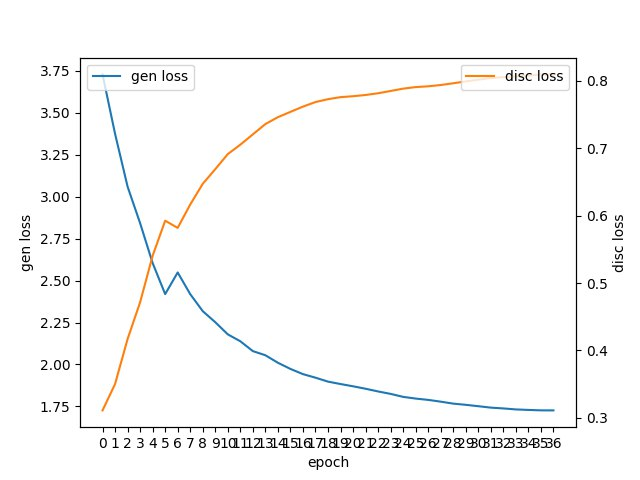 gen loss
disc loss
3.75
3.50
3.25
3.00
2.75
2.50
2.25
2.00
1.75
gen loss
0.8
0.7
0.6
0.5
0.4
0.3
disc loss
0 1 2 3 4 5 6 7 8 9 10 11 12 13 14 15 16 17 18 19 20 21 22 23 24 25 26 27 28 29 30 31 32 33 34 35 36
epoch